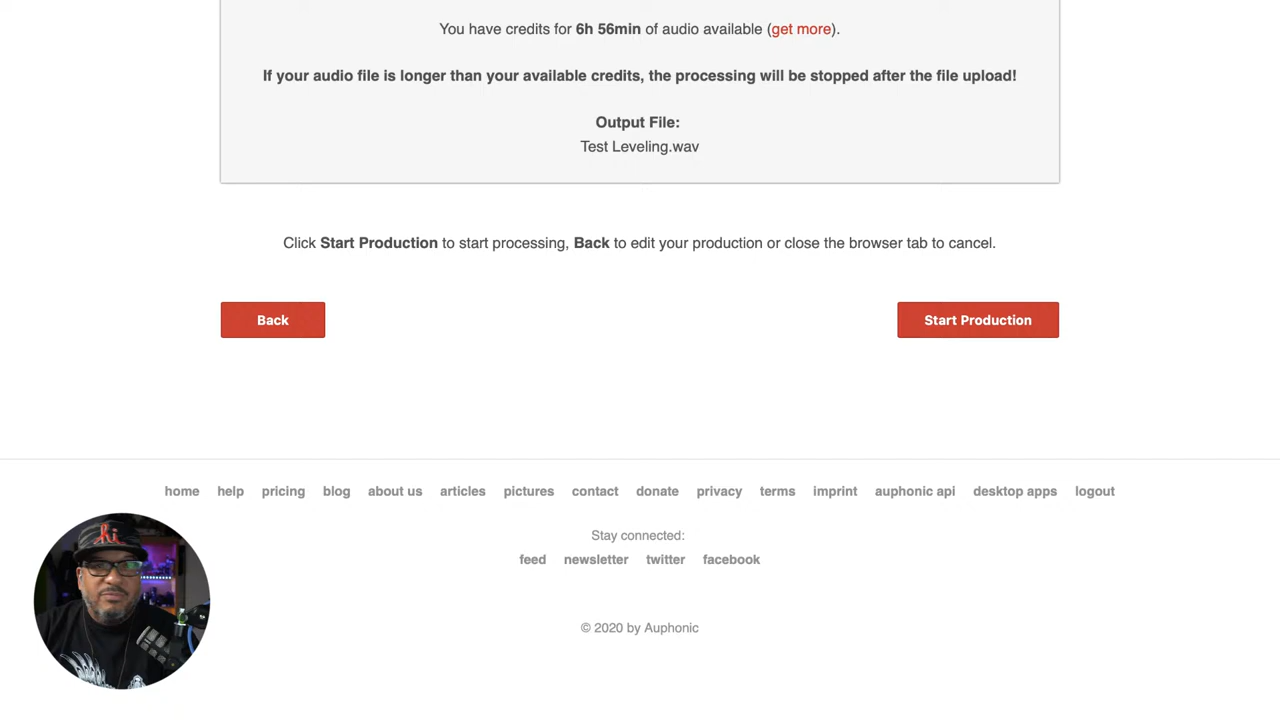 You have credits for 6h 56min of audio available (get more).
If your audio file is longer than your available credits, the processing will be stopped after the file upload!
Output File:
Test Leveling.wav
Click Start Production to start processing, Back to edit your production or close the browser tab to cancel.
Back
Start Production
home help pricing blog about us articles pictures contact donate privacy terms imprint auphonic api desktop apps logout
Stay connected:
feed newsletter twitter facebook
© 2020 by Auphonic